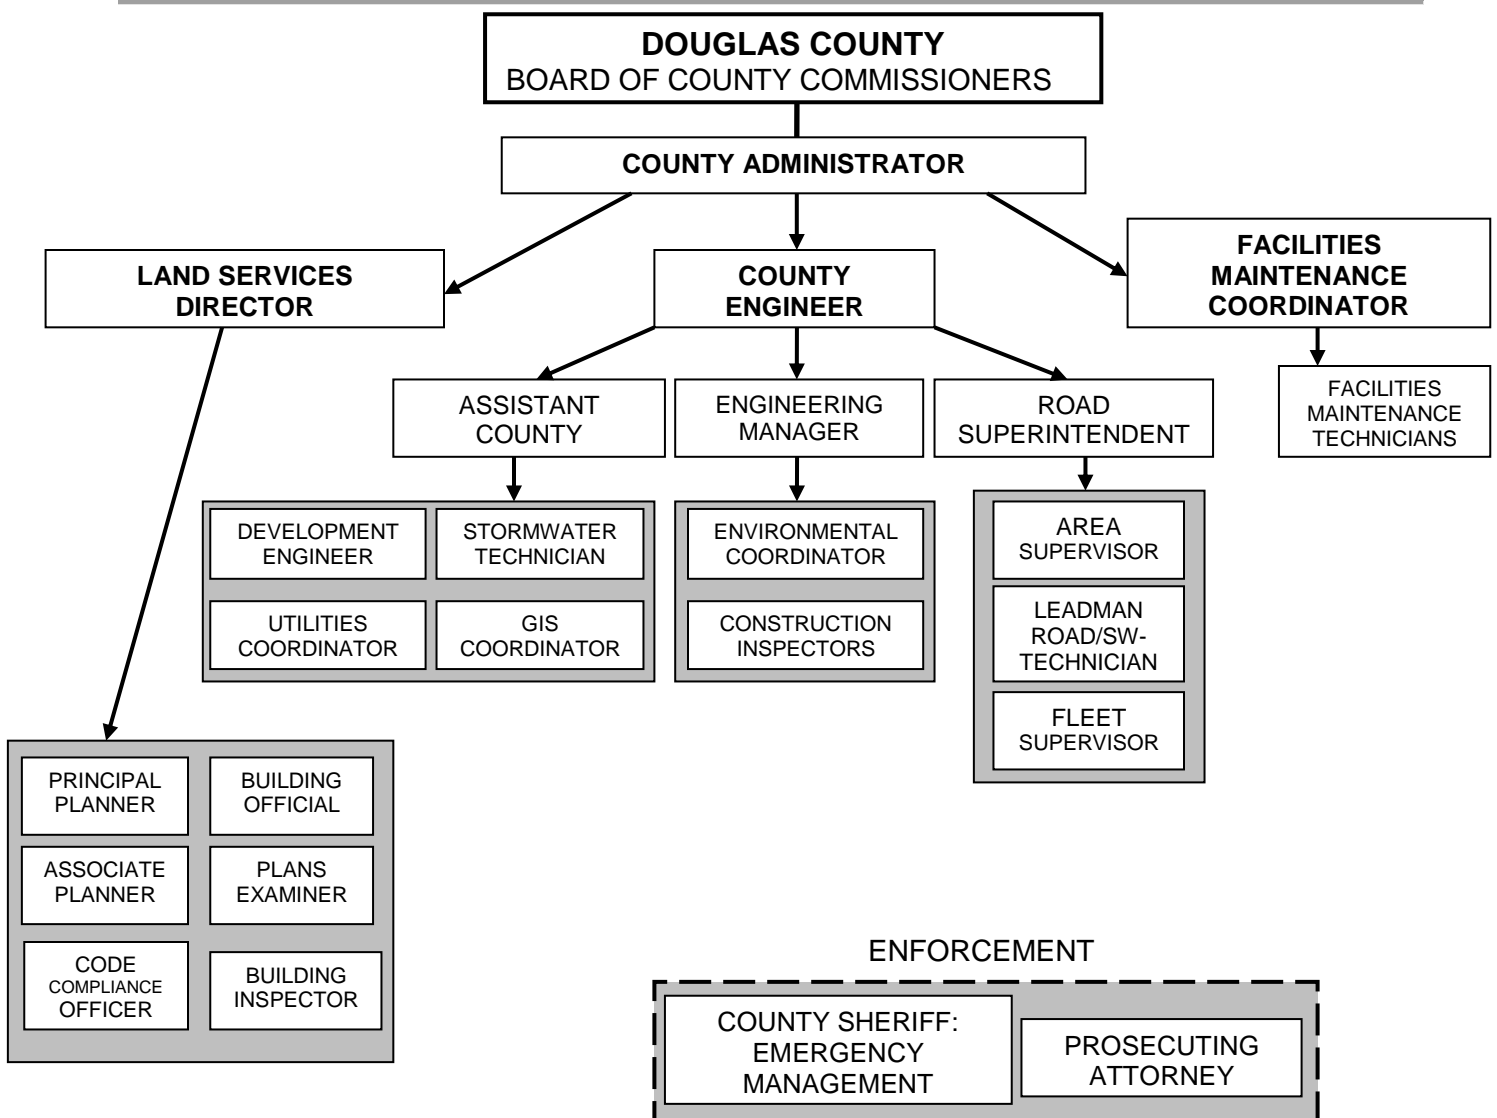 DOUGLAS COUNTY
BOARD OF COUNTY COMMISSIONERS
COUNTY ADMINISTRATOR
LAND SERVICES
DIRECTOR
COUNTY
ENGINEER
FACILITIES
MAINTENANCE
COORDINATOR
ASSISTANT
COUNTY
ENGINEERING
MANAGER
ROAD
SUPERINTENDENT
FACILITIES
MAINTENANCE
TECHNICIANS
DEVELOPMENT
ENGINEER
STORMWATER
TECHNICIAN
UTILITIES
COORDINATOR
GIS
COORDINATOR
ENVIRONMENTAL
COORDINATOR
CONSTRUCTION
INSPECTORS
AREA
SUPERVISOR
LEADMAN
ROAD/SW-
TECHNICIAN
FLEET
SUPERVISOR
PRINCIPAL
PLANNER
BUILDING
OFFICIAL
ASSOCIATE
PLANNER
PLANS
EXAMINER
CODE
COMPLIANCE
OFFICER
BUILDING
INSPECTOR
ENFORCEMENT
COUNTY SHERIFF:
EMERGENCY
MANAGEMENT
PROSECUTING
ATTORNEY